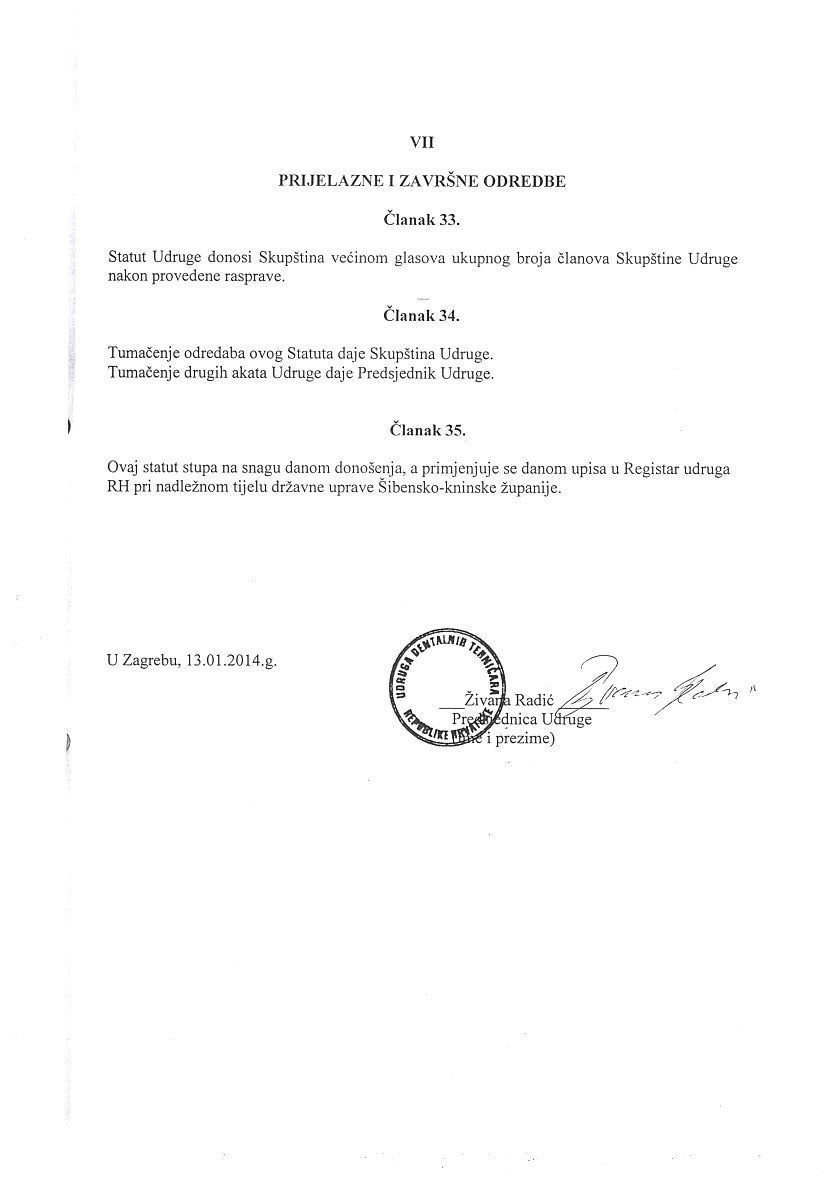 VII
PRIJELAZNE I ZAVRŠNE ODREDBE
Članak 33.
Statut Udruge donosi Skupština većinom glasova ukupnog broja članova Skupštine Udruge
nakon provedene rasprave.
Članak 34.
Tumačenje odredaba ovog Statuta daje Skupština Udruge.
Tumačenje drugih akata Udruge daje Predsjednik Udruge.
Članak 35.
Ovaj statut stupa na snagu danom donošenja, a primjenjuje se danom upisa u Registar udruga
RH pri nadležnom tijelu državne uprave Šibensko-kninske županije.
U Zagrebu, 13.01.2014.g.
UDRUGA DENTALNIH TEHNIČARA
REPUBLIKE HRVATSKE
Živana Radić
Predsjednica Udruge
(ime i prezime)